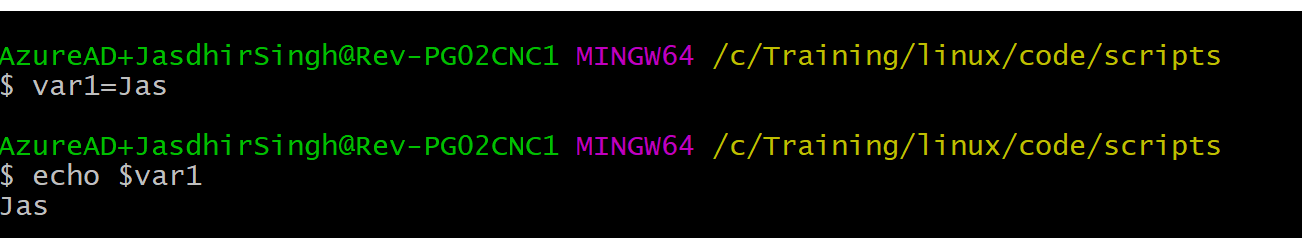 AzureAD+JasdhirSingh@Rev-PG02CNC1 MINGW64 /c/Training/linux/code/scripts
$ var1=Jas
AzureAD+JasdhirSingh@Rev-PG02CNC1 MINGW64 /c/Training/linux/code/scripts
$ echo $var1
Jas